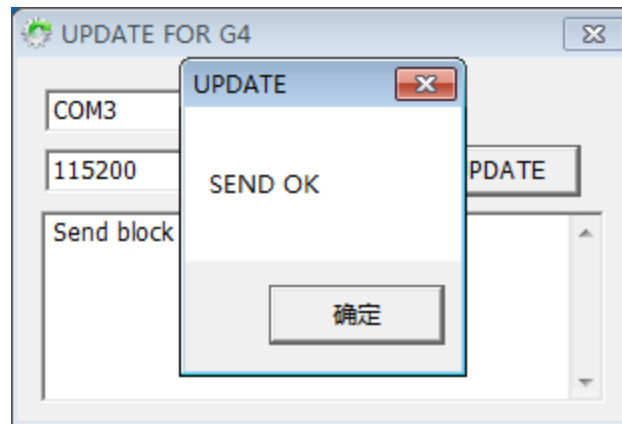 UPDATE FOR G4
UPDATE
COM3
115200
PDATE
SEND OK
Send block
确定